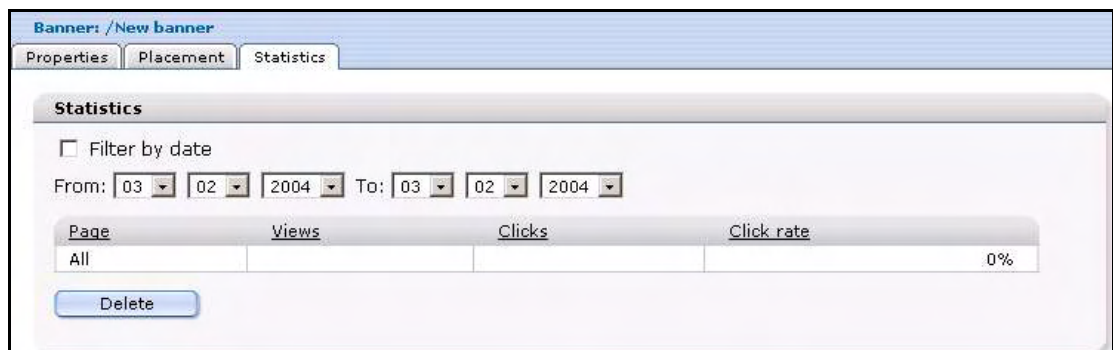 Banner: /New banner
Properties Placement Statistics
Statistics
Filter by date
From: 03 02 2004 To: 03 02 2004
Page Views Clicks Click rate
All 0%
Delete